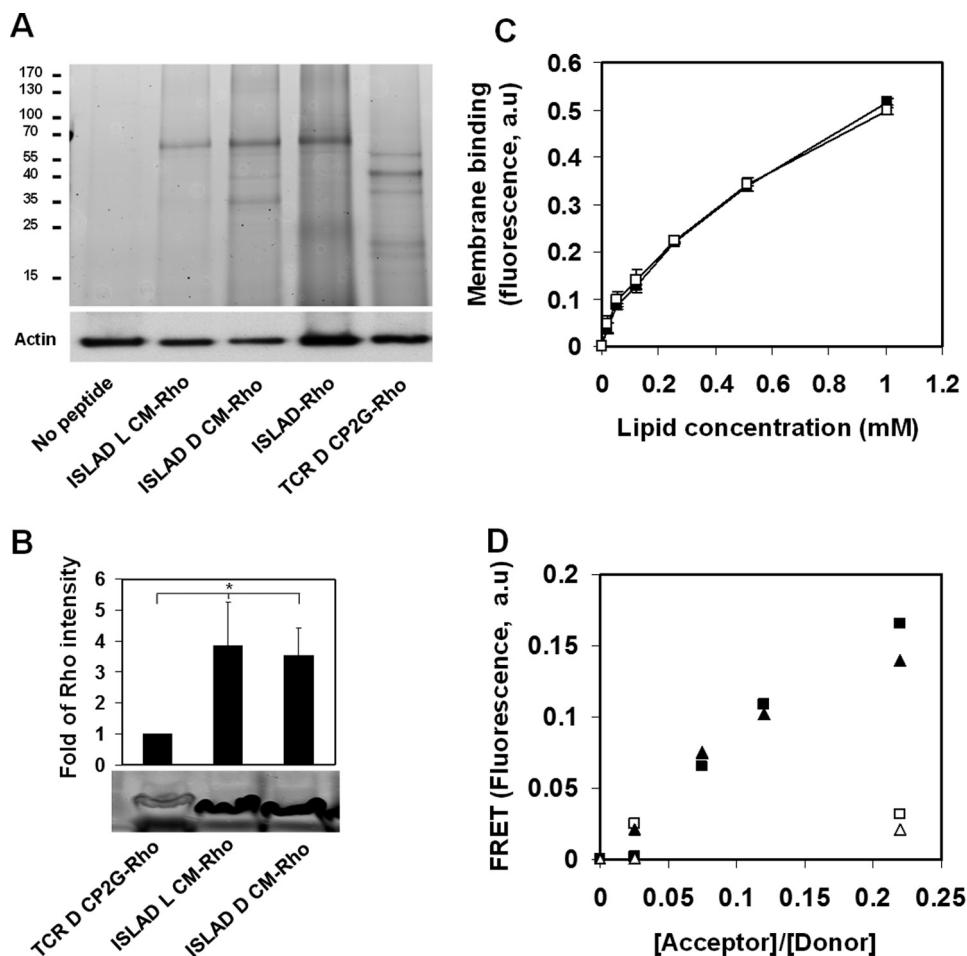 A
170
130
100
70
55
40
35
25
15
Actin
No peptide
ISLAD L CM-Rho
ISLAD D CM-Rho
ISLAD-Rho
TCR D CP2G-Rho
B
Fold of Rho intensity
6
5
4
3
2
1
0
*
TCR D CP2G-Rho
ISLAD L CM-Rho
ISLAD D CM-Rho
C
Membrane binding
(fluorescence, a.u)
0.6
0.5
0.4
0.3
0.2
0.1
0
0 0.2 0.4 0.6 0.8 1 1.2
Lipid concentration (mM)
D
FRET (Fluorescence, a.u)
0.2
0.15
0.1
0.05
0
0 0.05 0.1 0.15 0.2 0.25
[Acceptor]/[Donor]